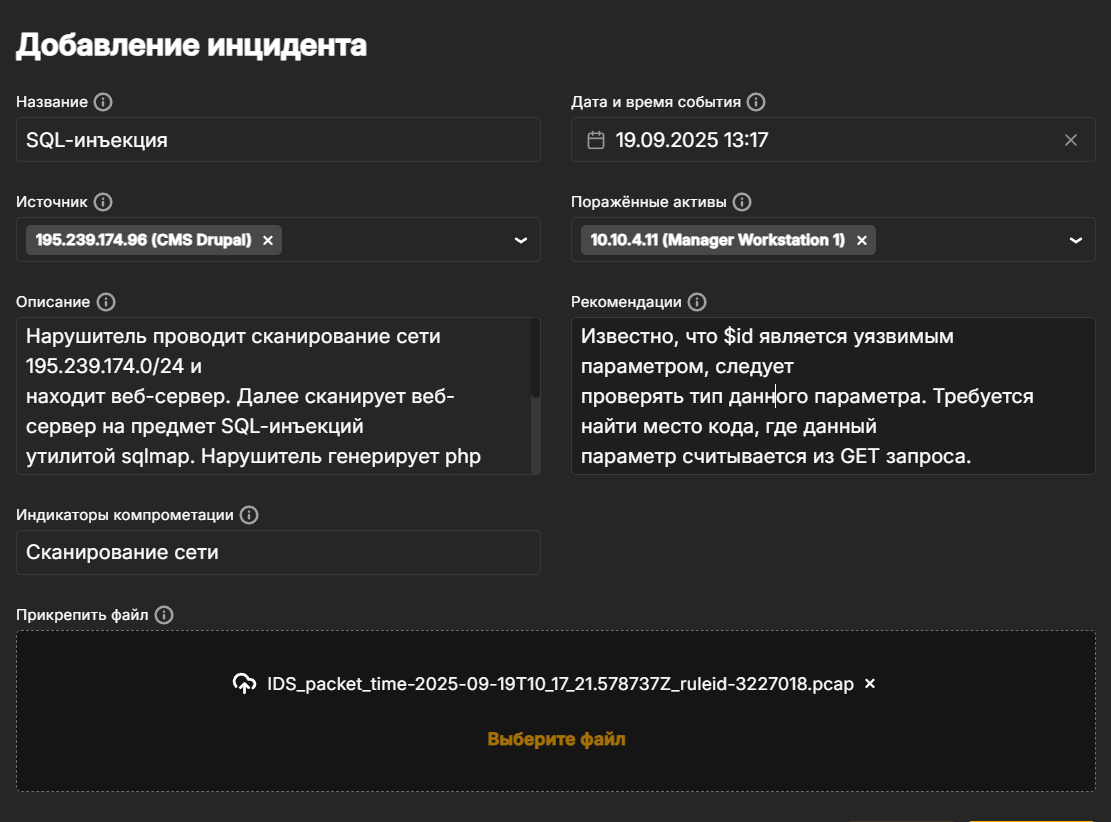 Добавление инцидента
Название
Дата и время события
SQL-инъекция
19.09.2025 13:17
Источник
Поражённые активы
195.239.174.96 (CMS Drupal) ×
10.10.4.11 (Manager Workstation 1) ×
Описание
Нарушитель проводит сканирование сети
195.239.174.0/24 и
находит веб-сервер. Далее сканирует веб-
сервер на предмет SQL-инъекций
утилитой sqlmap. Нарушитель генерирует php
Рекомендации
Известно, что $id является уязвимым
параметром, следует
проверять тип данного параметра. Требуется
найти место кода, где данный
параметр считывается из GET запроса.
Индикаторы компрометации
Сканирование сети
Прикрепить файл
IDS_packet_time-2025-09-19T10_17_21.578737Z_ruleid-3227018.pcap ×
Выберите файл